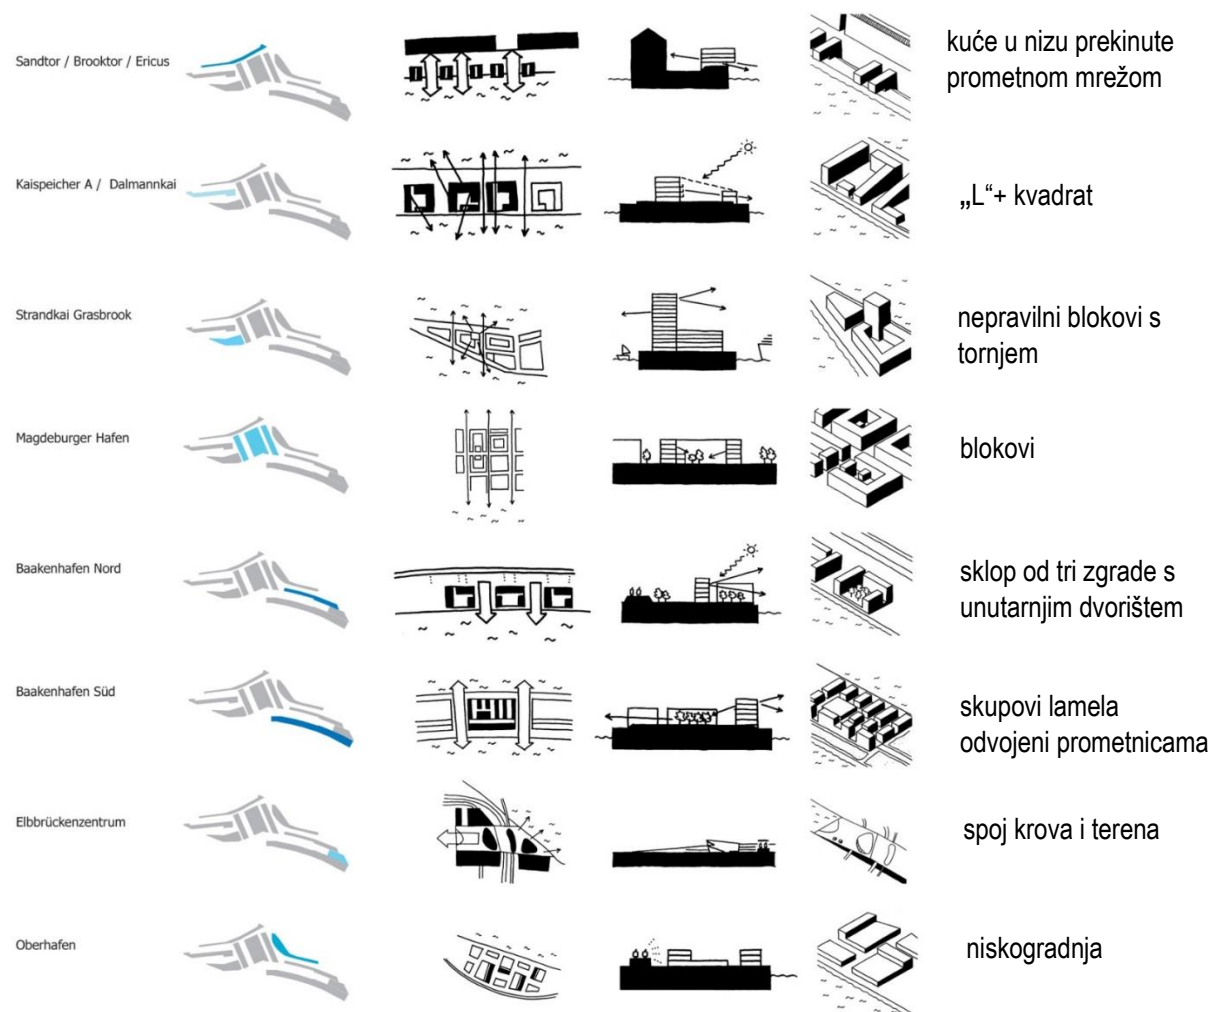 Sandtor / Brooktor / Ericus
kuće u nizu prekinute
prometnom mrežom
Kaispeicher A / Dalmannkai
„L“+ kvadrat
Strandkai Grasbrook
nepravilni blokovi s
tornjem
Magdeburger Hafen
blokovi
Baakenhafen Nord
sklop od tri zgrade s
unutarnjim dvorištem
Baakenhafen Süd
skupovi lamela
odvojeni prometnicama
Elbbrückenzentrum
spoj krova i terena
Oberhafen
niskogradnja